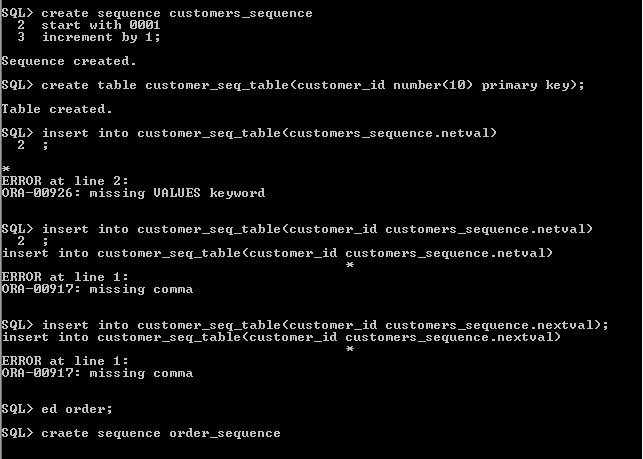 SQL> create sequence customers_sequence
2 start with 0001
3 increment by 1;
Sequence created.
SQL> create table customer_seq_table(customer_id number(10) primary key);
Table created.
SQL> insert into customer_seq_table(customers_sequence.netval)
2 ;
*
ERROR at line 2:
ORA-00926: missing VALUES keyword
SQL> insert into customer_seq_table(customer_id customers_sequence.netval)
2 ;
insert into customer_seq_table(customer_id customers_sequence.netval)
*
ERROR at line 1:
ORA-00917: missing comma
SQL> insert into customer_seq_table(customer_id customers_sequence.nextval);
insert into customer_seq_table(customer_id customers_sequence.nextval)
*
ERROR at line 1:
ORA-00917: missing comma
SQL> ed order;
SQL> craete sequence order_sequence